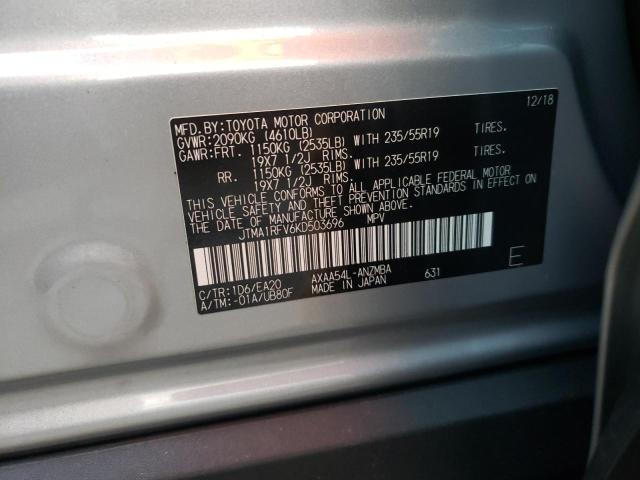 MFD.BY:TOYOTA MOTOR CORPORATION 12/18
GVWR:2090KG (4610LB)
GAWR:FRT. 1150KG (2535LB) WITH 235/55R19 TIRES.
19X7 1/2J RIMS.
RR. 1150KG (2535LB) WITH 235/55R19 TIRES.
19X7 1/2J RIMS.
THIS VEHICLE CONFORMS TO ALL APPLICABLE FEDERAL MOTOR
VEHICLE SAFETY AND THEFT PREVENTION STANDARDS IN EFFECT ON
THE DATE OF MANUFACTURE SHOWN ABOVE.
JTMA1RFV6KD503696 MPV
C/TR:1D6/EA20 AXAA54L-ANZMBA 631 E
A/TM:-01A/UB80F MADE IN JAPAN